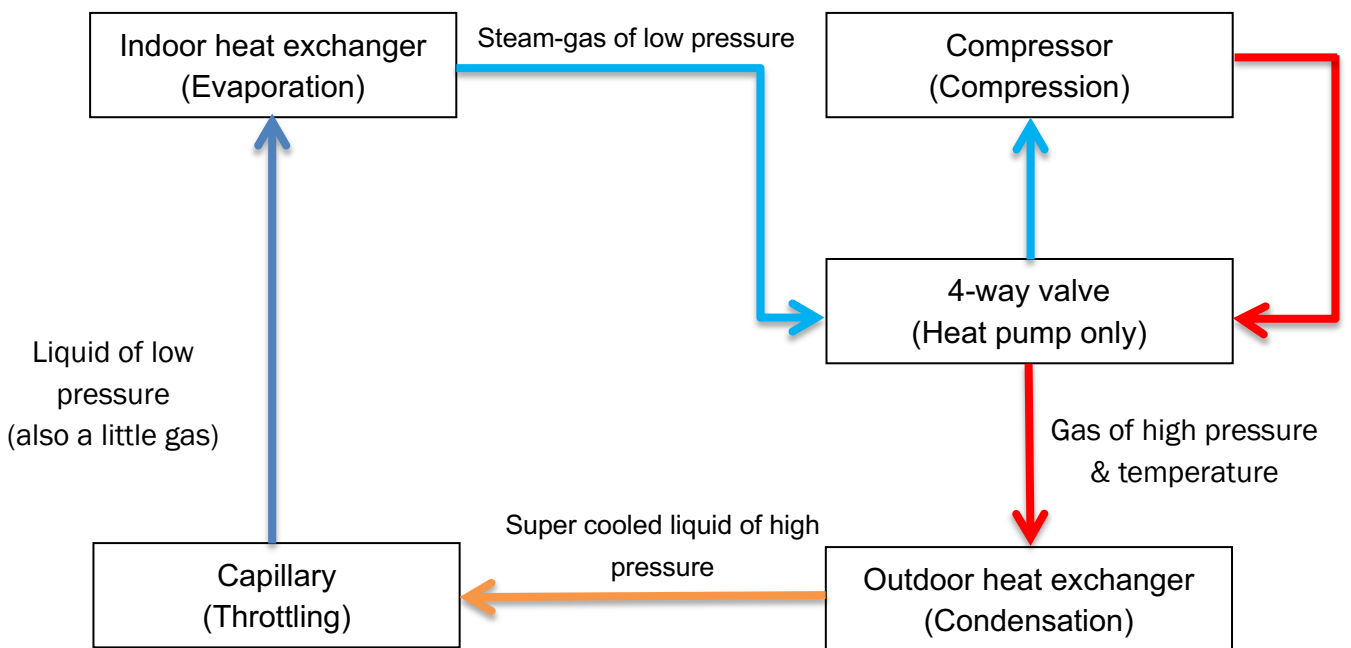 Indoor heat exchanger
(Evaporation)
Steam-gas of low pressure
Compressor
(Compression)
4-way valve
(Heat pump only)
Liquid of low
pressure
(also a little gas)
Gas of high pressure
& temperature
Super cooled liquid of high
pressure
Capillary
(Throttling)
Outdoor heat exchanger
(Condensation)